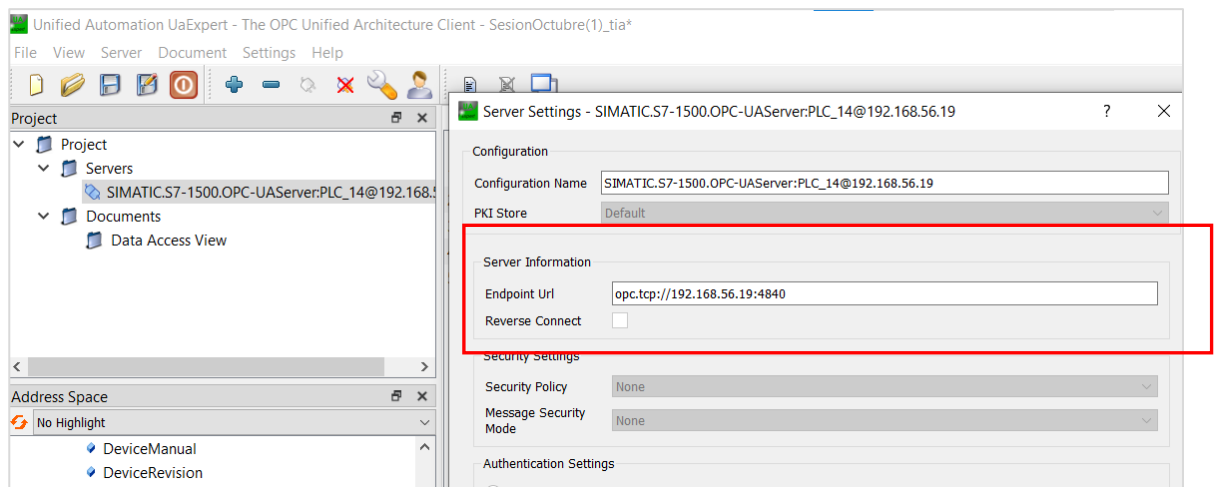 Unified Automation UaExpert - The OPC Unified Architecture Client - SesionOctubre(1)_tia*
File View Server Document Settings Help
Project
Project
Servers
SIMATIC.S7-1500.OPC-UAServer:PLC_14@192.168.
Documents
Data Access View
Address Space
No Highlight
DeviceManual
DeviceRevision
Server Settings - SIMATIC.S7-1500.OPC-UAServer:PLC_14@192.168.56.19
?
Configuration
Configuration Name SIMATIC.S7-1500.OPC-UAServer:PLC_14@192.168.56.19
PKI Store Default
Server Information
Endpoint Url opc.tcp://192.168.56.19:4840
Reverse Connect
Security Settings
Security Policy None
Message Security
Mode
None
Authentication Settings